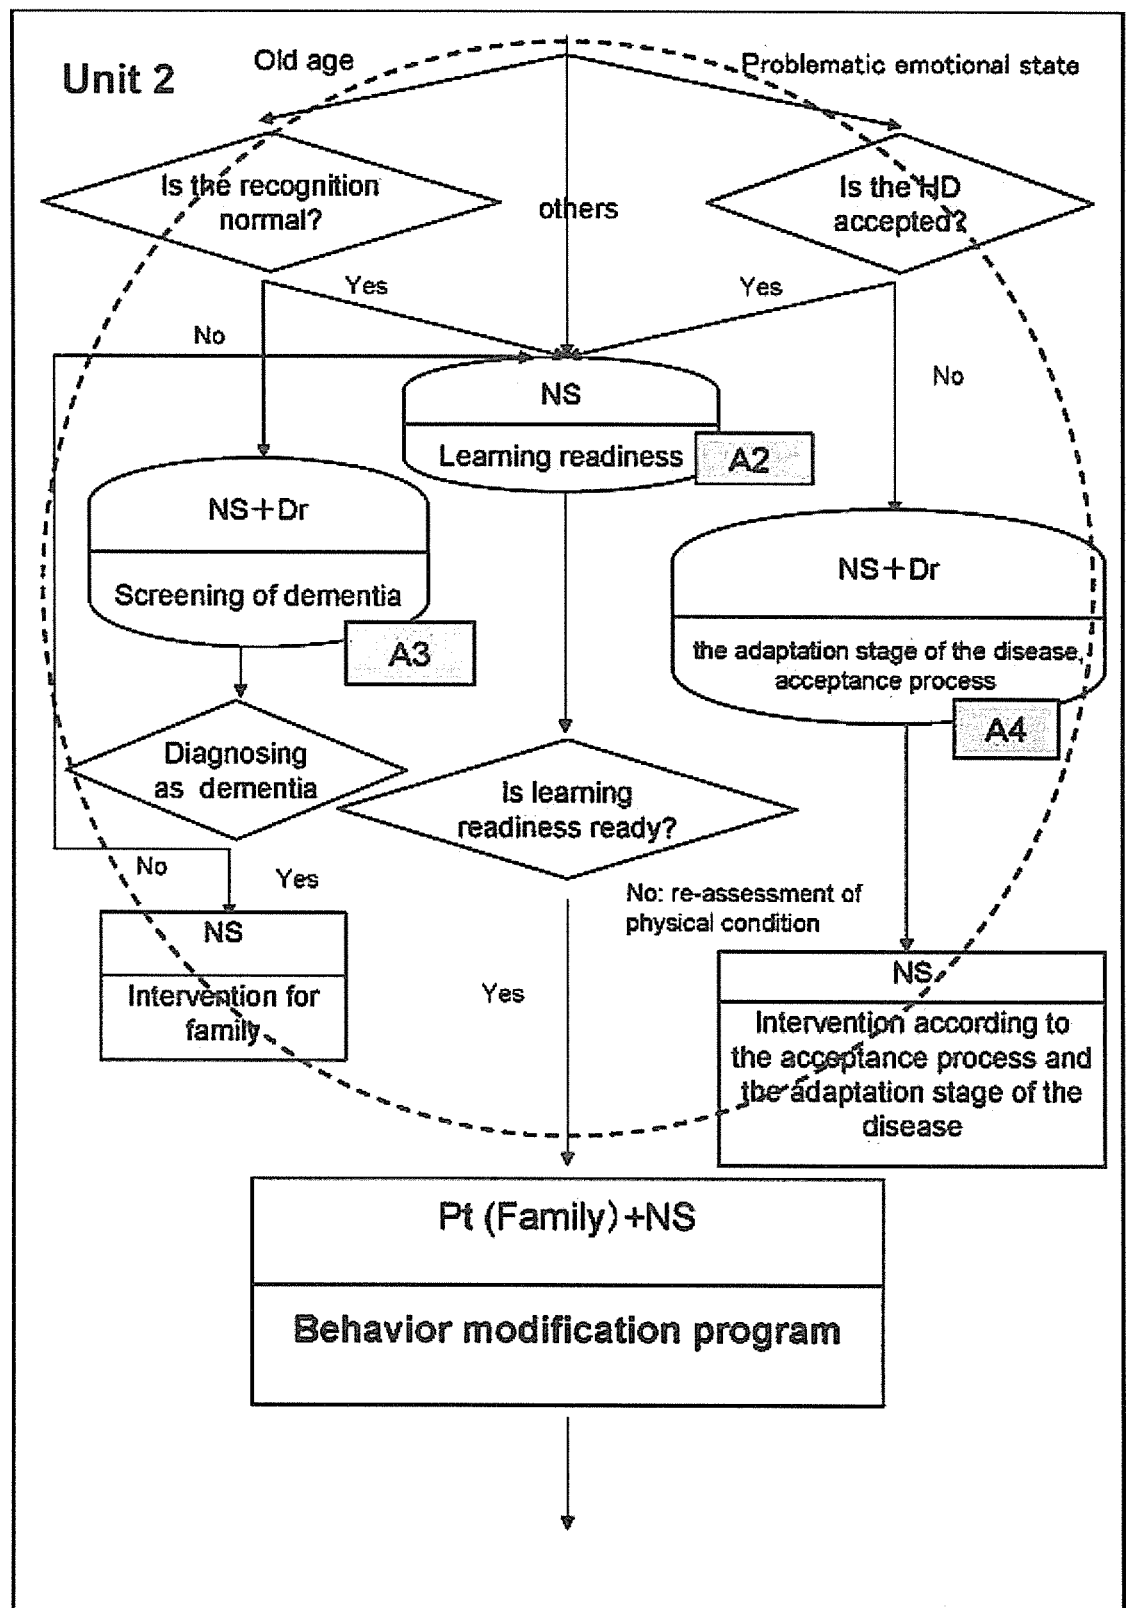 Unit 2
Old age
Problematic emotional state
Is the recognition
normal?
others
Is the HD
accepted?
Yes
Yes
No
No
NS
Learning readiness
A2
NS+Dr
Screening of dementia
A3
NS+Dr
the adaptation stage of the disease,
acceptance process
A4
Diagnosing
as dementia
Is learning
readiness ready?
No
Yes
No: re-assessment of
physical condition
NS
Intervention for
family
Yes
NS
Intervention according to
the acceptance process and
the adaptation stage of the
disease
Pt (Family)+NS
Behavior modification program